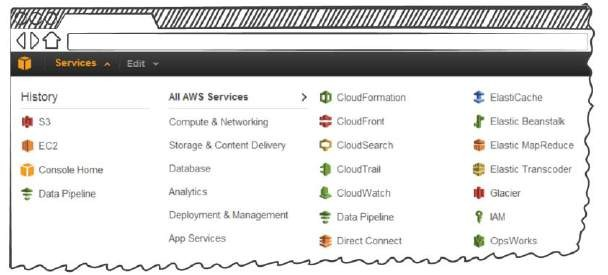 Services Edit
History
S3
EC2
Console Home
Data Pipeline
All AWS Services
Compute & Networking
Storage & Content Delivery
Database
Analytics
Deployment & Management
App Services
CloudFormation
CloudFront
CloudSearch
CloudTrail
CloudWatch
Data Pipeline
Direct Connect
ElastiCache
Elastic Beanstalk
Elastic MapReduce
Elastic Transcoder
Glacier
IAM
OpsWorks